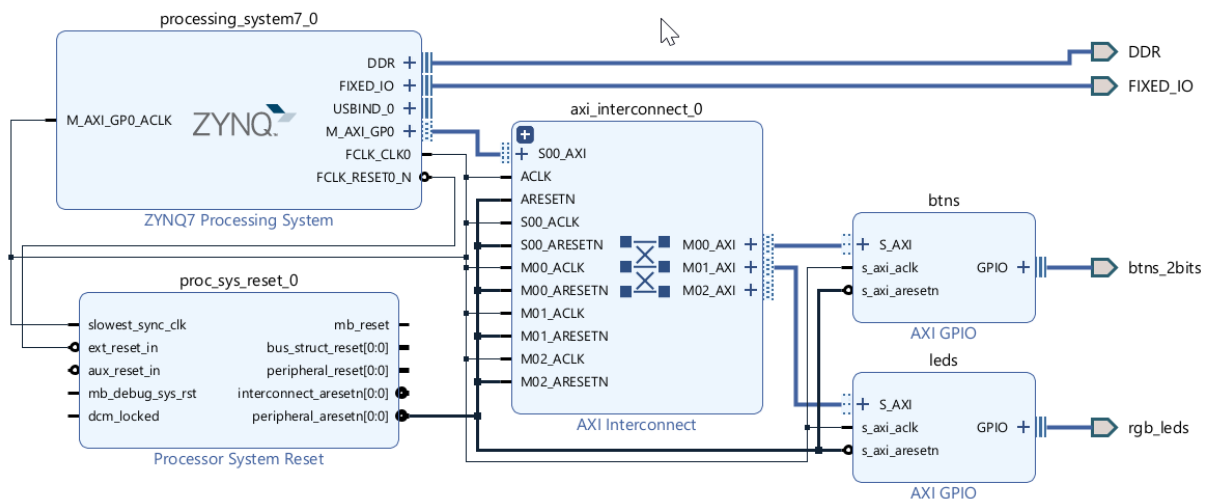 processing_system7_0
DDR
FIXED_IO
USBIND_0
M_AXI_GP0
FCLK_CLK0
FCLK_RESET0_N
M_AXI_GP0_ACLK
ZYNQ
ZYNQ7 Processing System
DDR
FIXED_IO
axi_interconnect_0
S00_AXI
ACLK
ARESETN
S00_ACLK
S00_ARESETN
M00_ACLK
M00_ARESETN
M01_ACLK
M01_ARESETN
M02_ACLK
M02_ARESETN
M00_AXI
M01_AXI
M02_AXI
AXI Interconnect
proc_sys_reset_0
slowest_sync_clk
ext_reset_in
aux_reset_in
mb_debug_sys_rst
dcm_locked
mb_reset
bus_struct_reset[0:0]
peripheral_reset[0:0]
interconnect_aresetn[0:0]
peripheral_aresetn[0:0]
Processor System Reset
btns
S_AXI
s_axi_aclk
s_axi_aresetn
GPIO
AXI GPIO
btns_2bits
leds
S_AXI
s_axi_aclk
s_axi_aresetn
GPIO
AXI GPIO
rgb_leds